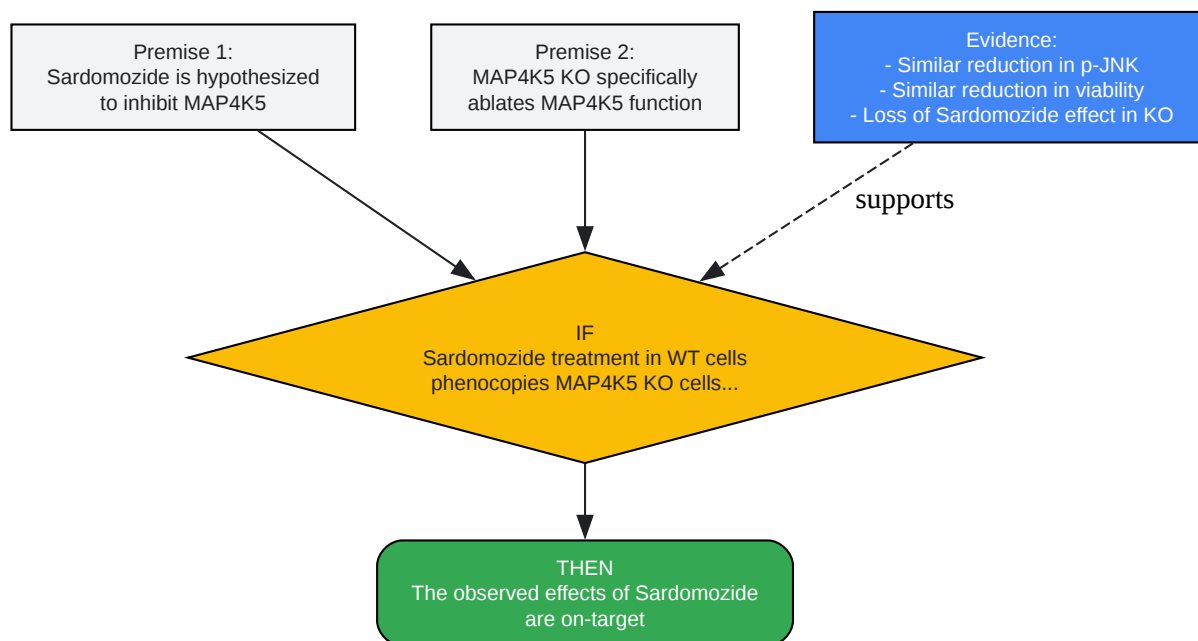 Premise 1:
Sardomozide is hypothesized
to inhibit MAP4K5
Premise 2:
MAP4K5 KO specifically
ablates MAP4K5 function
Evidence:
- Similar reduction in p-JNK
- Similar reduction in viability
- Loss of Sardomozide effect in KO
supports
IF
Sardomozide treatment in WT cells
phenocopies MAP4K5 KO cells...
THEN
The observed effects of Sardomozide
are on-target